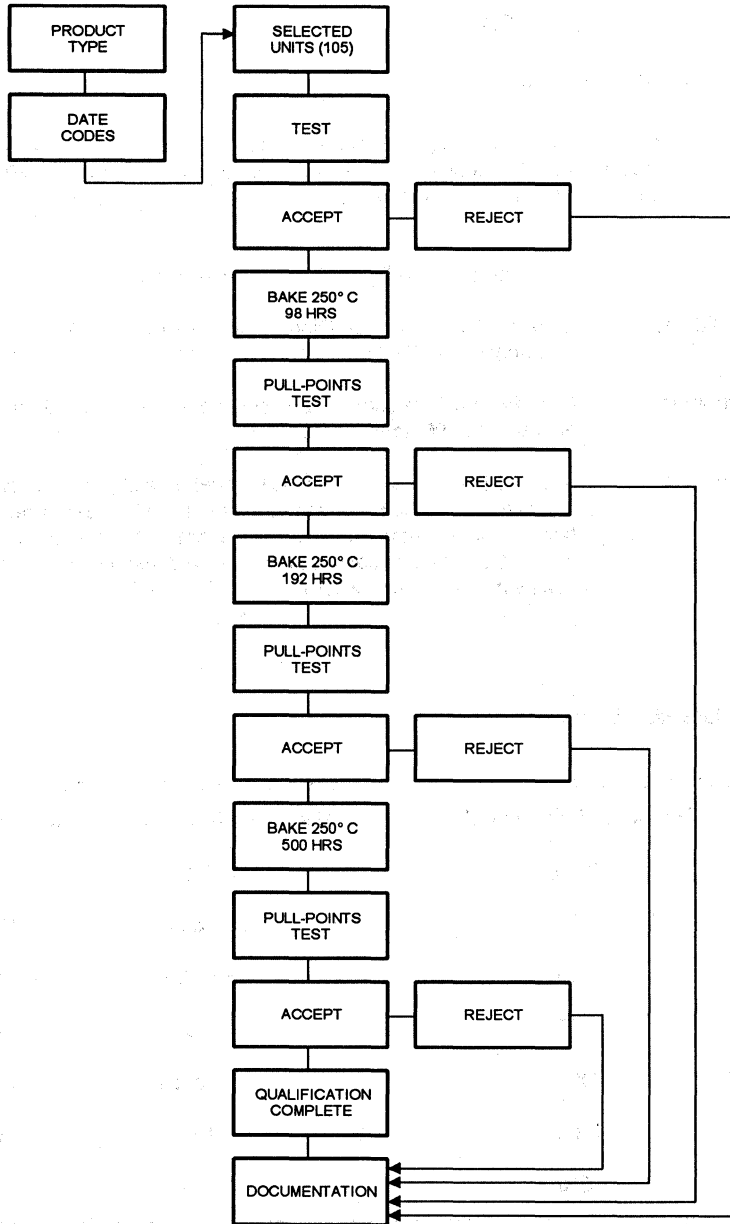 PRODUCT
TYPE
DATE
CODES
SELECTED
UNITS (105)
TEST
ACCEPT
REJECT
BAKE 250° C
98 HRS
PULL-POINTS
TEST
ACCEPT
REJECT
BAKE 250° C
192 HRS
PULL-POINTS
TEST
ACCEPT
REJECT
BAKE 250° C
500 HRS
PULL-POINTS
TEST
ACCEPT
REJECT
QUALIFICATION
COMPLETE
DOCUMENTATION